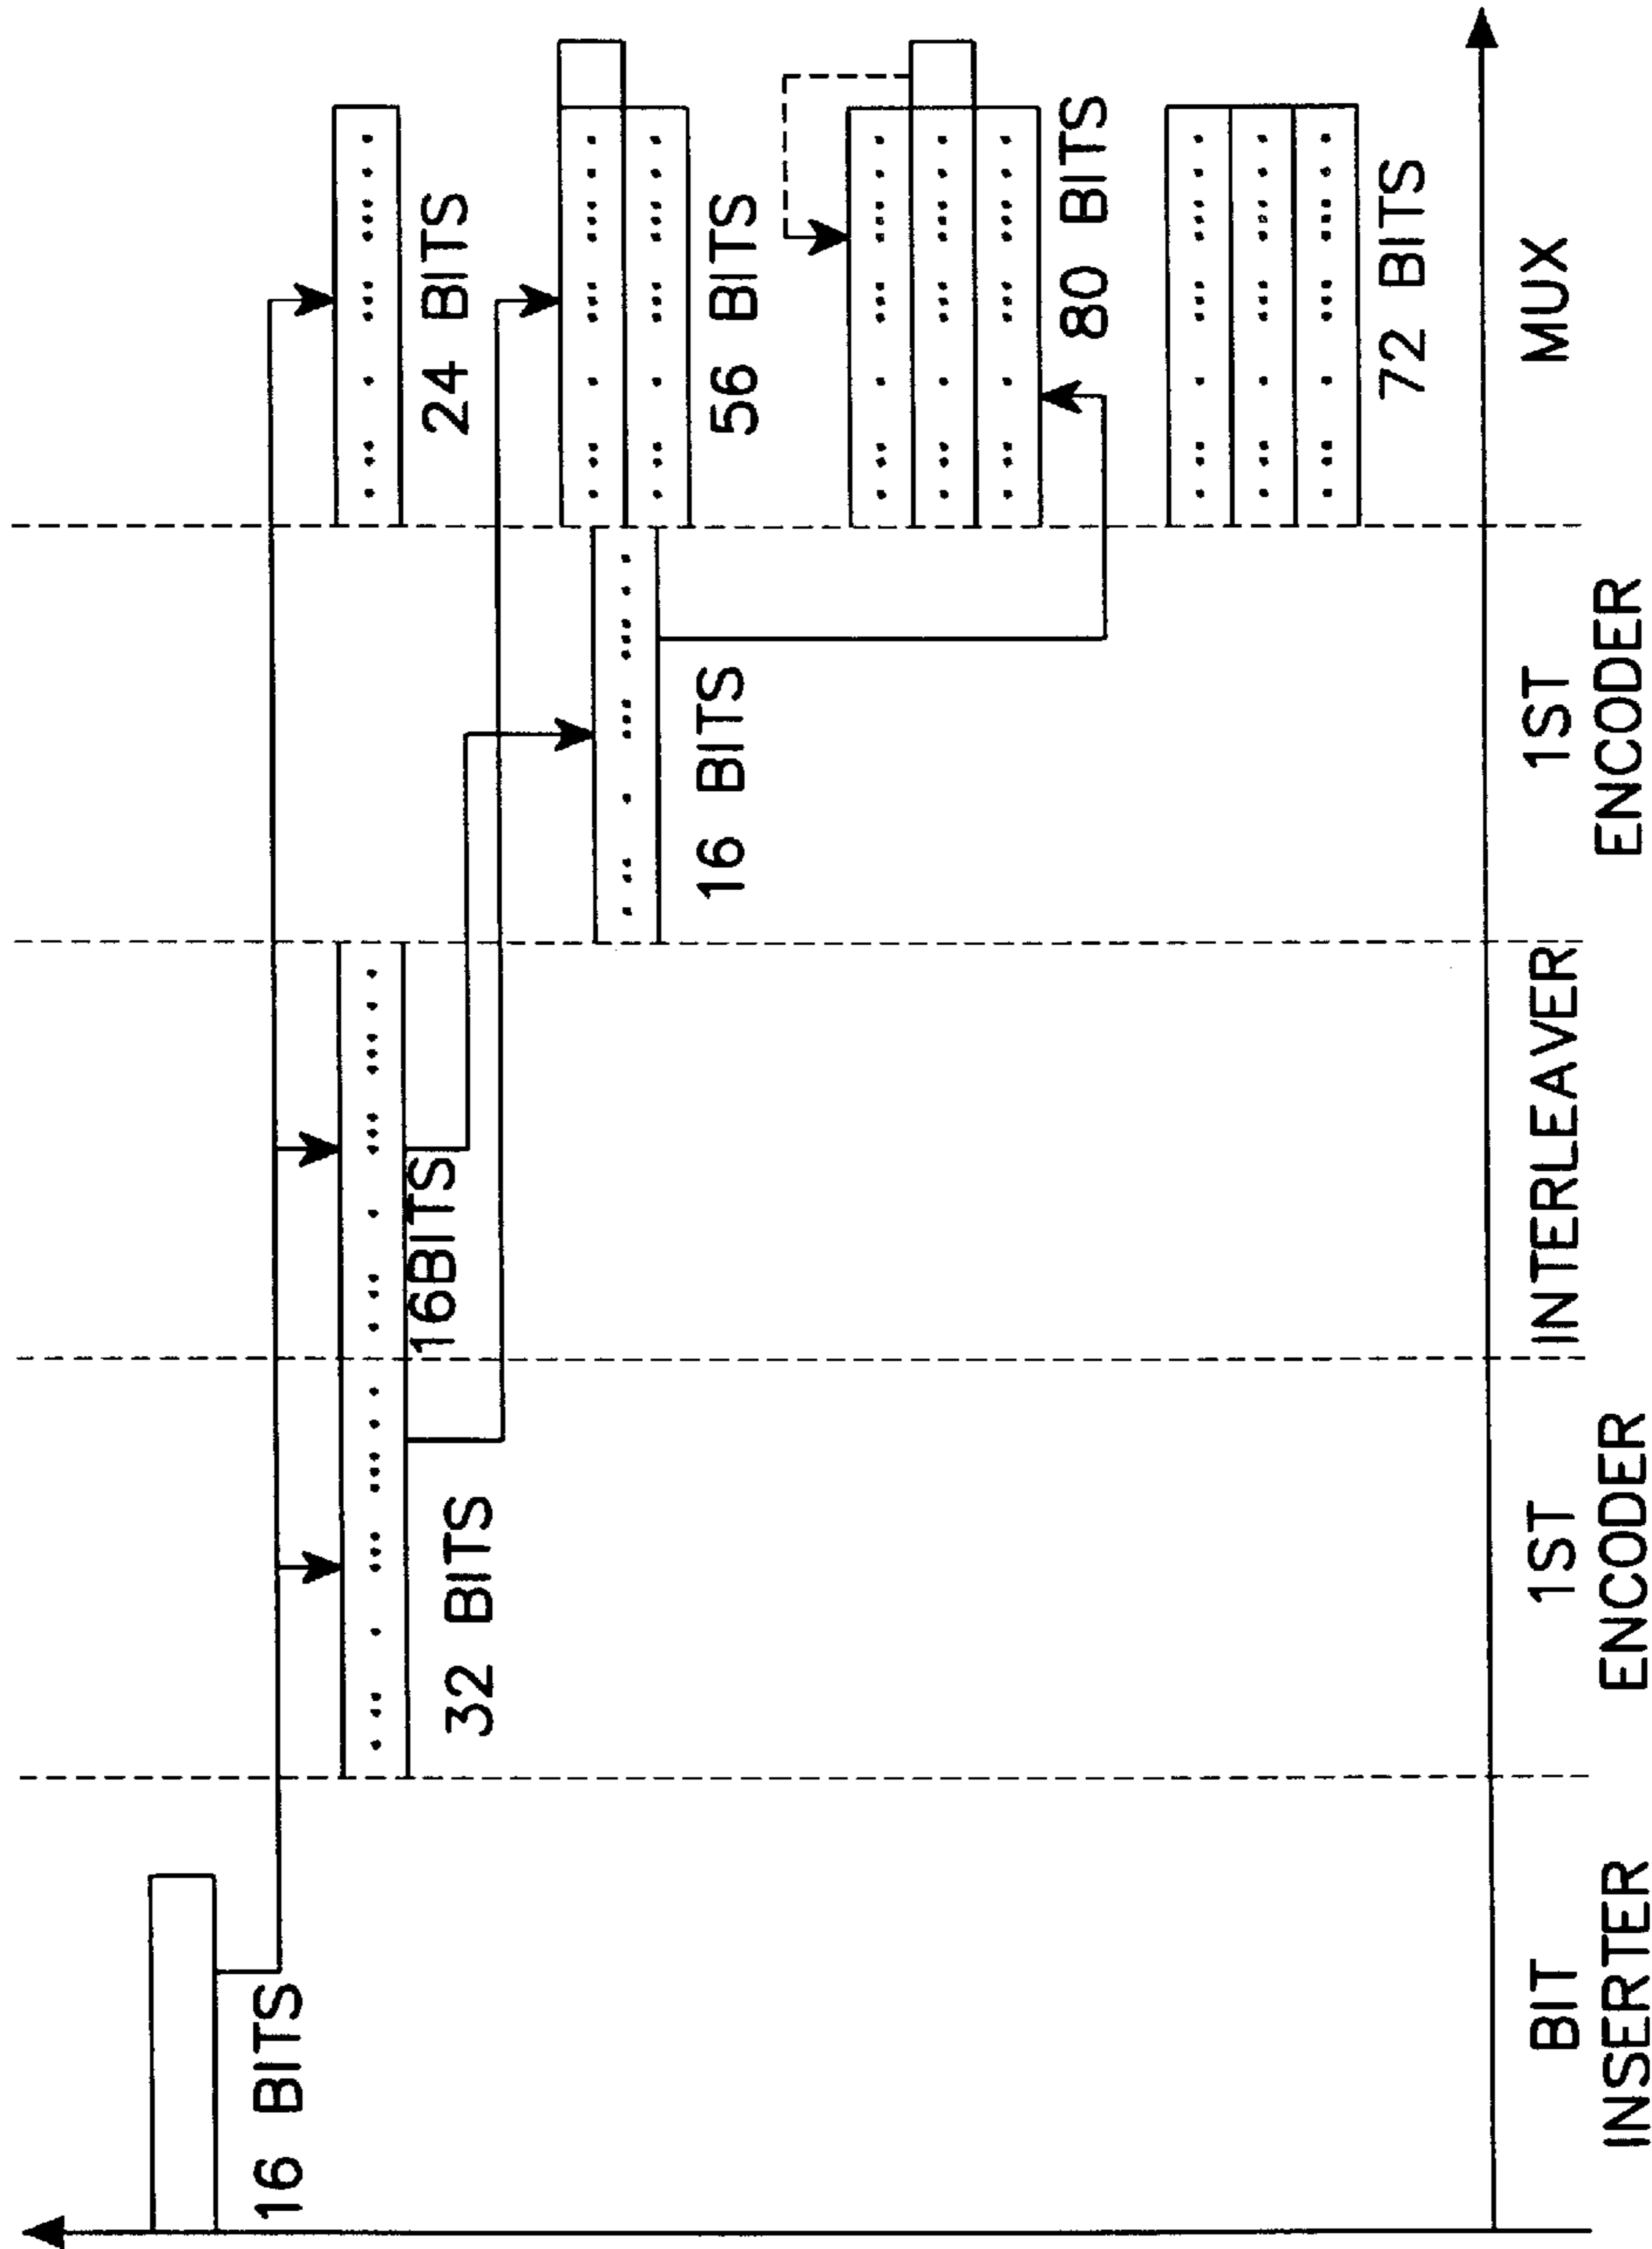 16 BITS
32 BITS
16BITS
16 BITS
24 BITS
56 BITS
80 BITS
72 BITS
BIT
INSERTER
1ST
ENCODER
INTERLEAVER
1ST
ENCODER
MUX